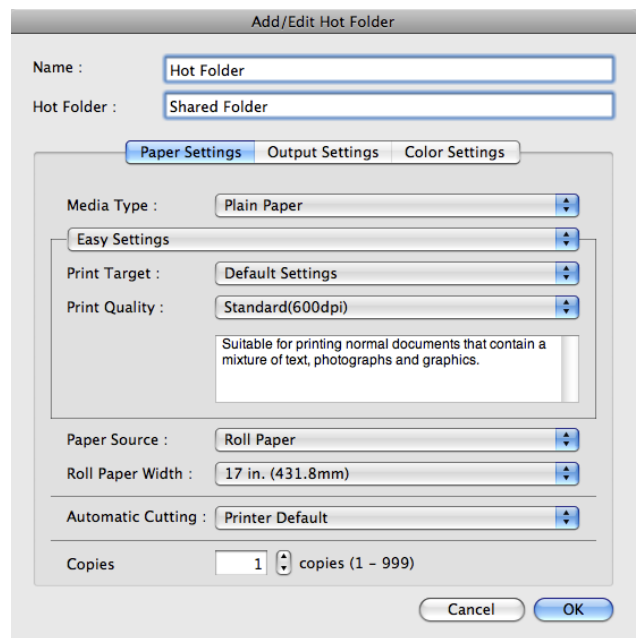 Add/Edit Hot Folder
Name : Hot Folder
Hot Folder : Shared Folder
Paper Settings Output Settings Color Settings
Media Type : Plain Paper
Easy Settings
Print Target : Default Settings
Print Quality : Standard(600dpi)
Suitable for printing normal documents that contain a
mixture of text, photographs and graphics.
Paper Source : Roll Paper
Roll Paper Width : 17 in. (431.8mm)
Automatic Cutting : Printer Default
Copies 1 copies (1 – 999)
Cancel OK